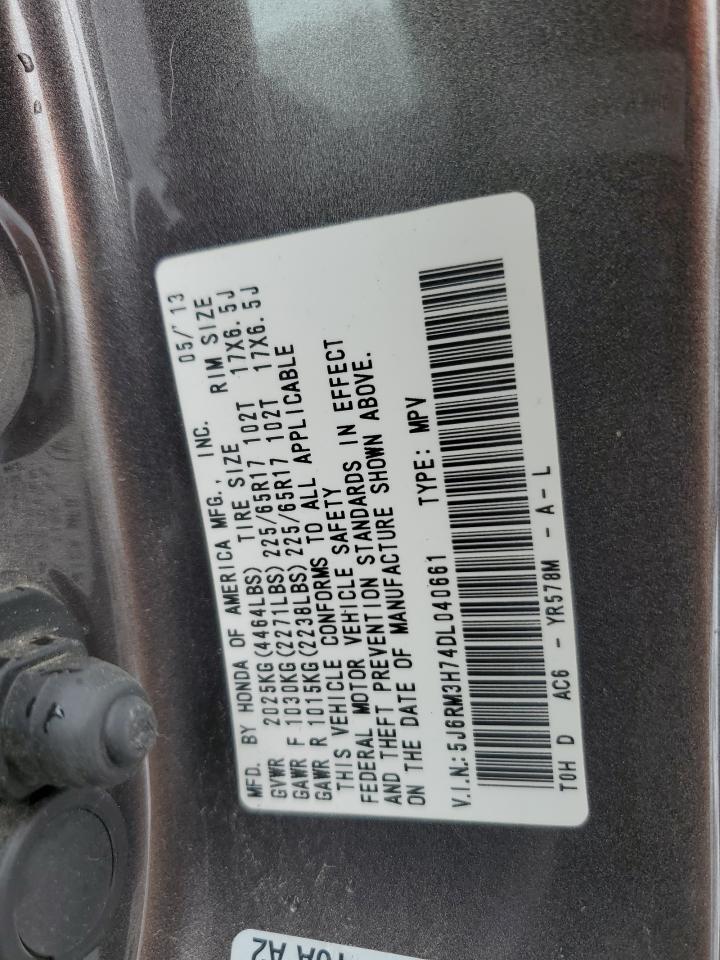 MFD. BY HONDA OF AMERICA MFG., INC. 05/'13
GVWR 2025KG(4464LBS) TIRE SIZE RIM SIZE
GAWR F 1030KG(2271LBS)225/65R17 102T 17X6.5J
GAWR R 1015KG(2238LBS)225/65R17 102T 17X6.5J
THIS VEHICLE CONFORMS TO ALL APPLICABLE
FEDERAL MOTOR VEHICLE SAFETY
AND THEFT PREVENTION STANDARDS IN EFFECT
ON THE DATE OF MANUFACTURE SHOWN ABOVE.
V.I.N.:5J6RM3H74DL040661 TYPE: MPV
TOH D AC6 - YR578M - A-L
A2